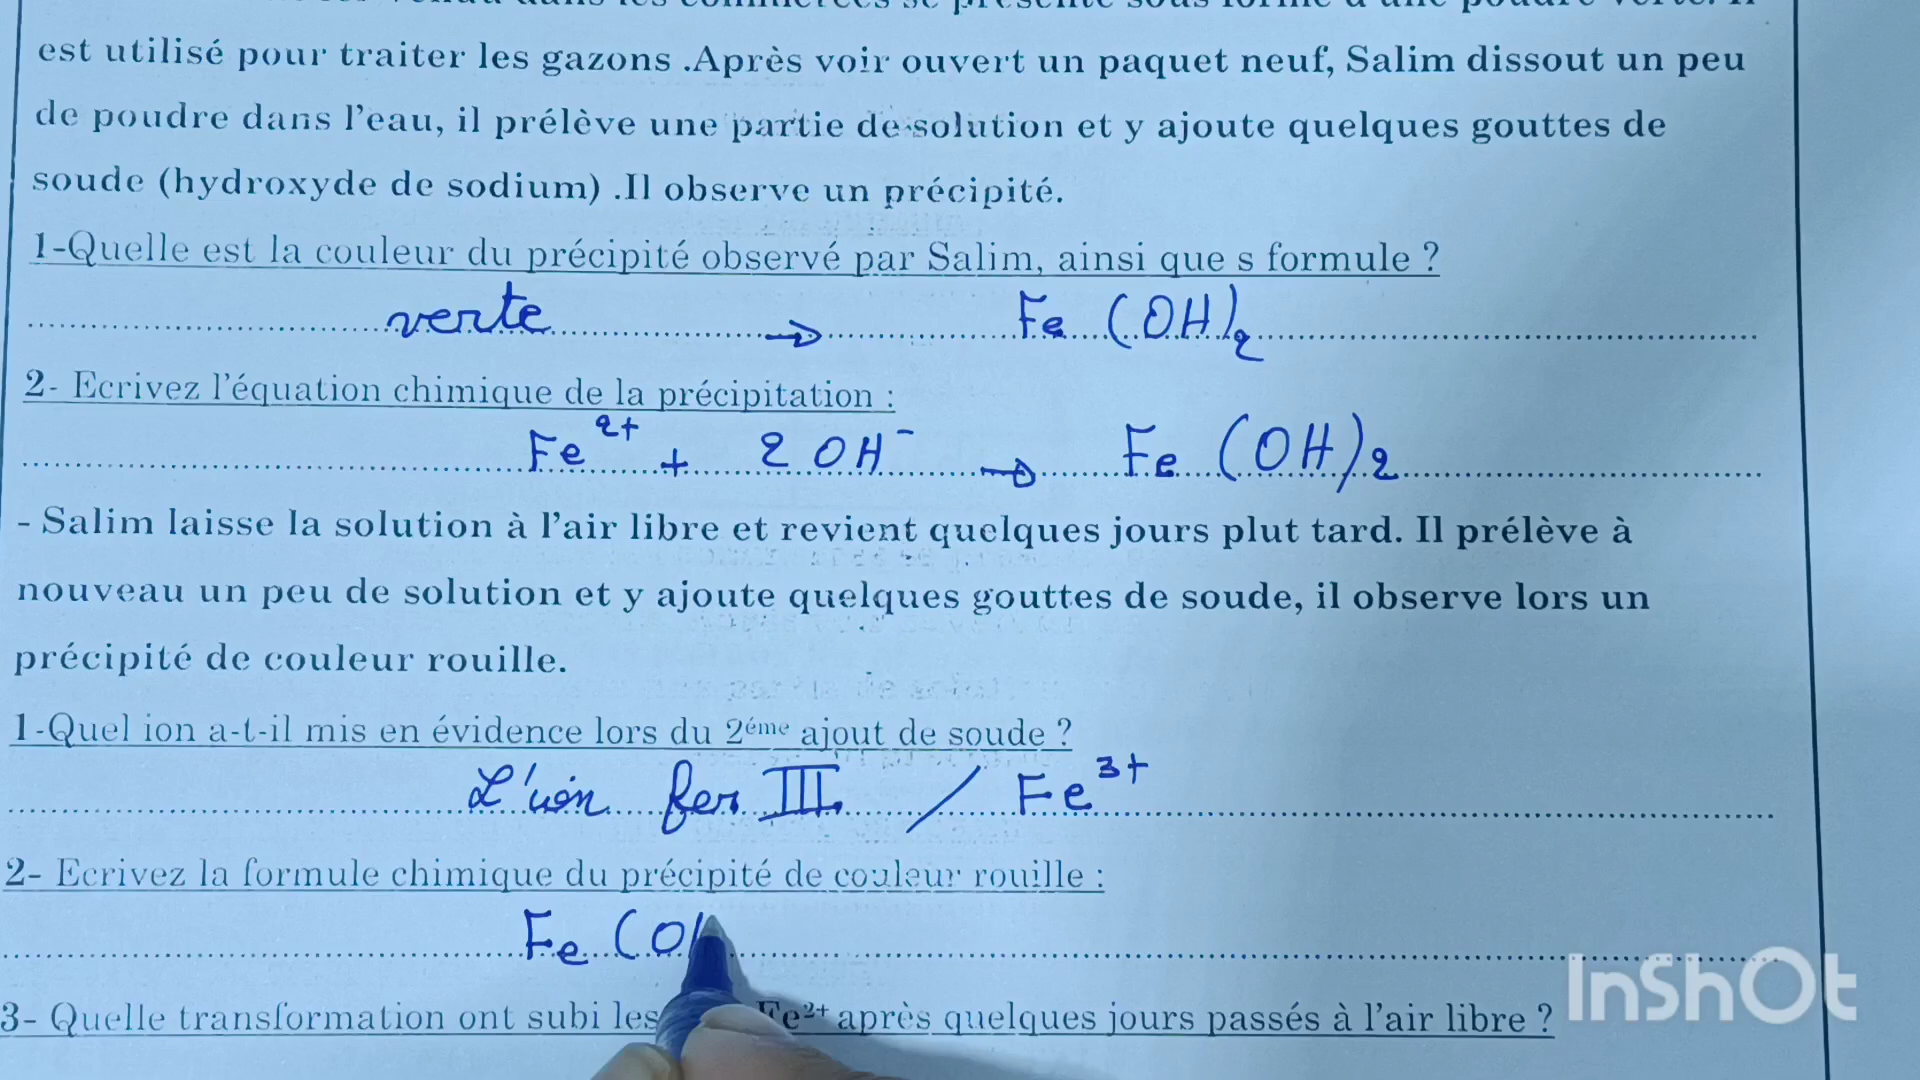 est utilisé pour traiter les gazons .Après voir ouvert un paquet neuf, Salim dissout un peu
de poudre dans l'eau, il prélève une partie de solution et y ajoute quelques gouttes de
soude (hydroxyde de sodium) .Il observe un précipité.
1-Quelle est la couleur du précipité observé par Salim, ainsi que s formule ?
verte → Fe (OH)₂
2- Ecrivez l'équation chimique de la précipitation :
Fe²⁺ + 2 OH⁻ → Fe (OH)₂
- Salim laisse la solution à l'air libre et revient quelques jours plut tard. Il prélève à
nouveau un peu de solution et y ajoute quelques gouttes de soude, il observe lors un
précipité de couleur rouille.
1-Quel ion a-t-il mis en évidence lors du 2éme ajout de soude ?
L'ion fer III / Fe³⁺
2- Ecrivez la formule chimique du précipité de couleur rouille :
Fe (O
3- Quelle transformation ont subi les Fe²⁺ après quelques jours passés à l'air libre ?
InShOt